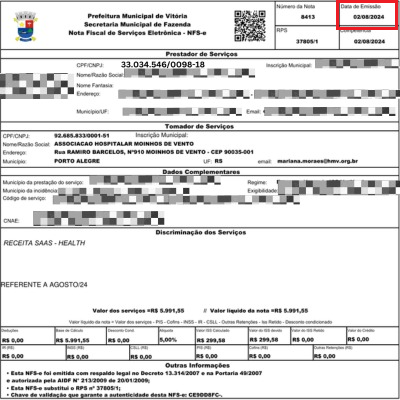 Prefeitura Municipal de Vitória
Secretaria Municipal de Fazenda
Nota Fiscal de Serviços Eletrônica - NFS-e
Número da Nota
8413
Data de Emissão
02/08/2024
RPS
37805/1
Competência
02/08/2024
Prestador de Serviços
CPF/CNPJ: 33.034.546/0098-18 Inscrição Municipal:
Nome/Razão Social:
Nome Fantasia:
Endereço:
Município/UF: Email:
Tomador de Serviços
CPF/CNPJ: 92.685.833/0001-51 Inscrição Municipal:
Nome/Razão Social: ASSOCIACAO HOSPITALAR MOINHOS DE VENTO
Endereço: Rua RAMIRO BARCELOS, Nº910 MOINHOS DE VENTO - CEP 90035-001
Município: PORTO ALEGRE UF: RS email: mariana.moraes@hmv.org.br
Dados Complementares
Município da prestação do serviço
Regime:
Município da incidência
Exigibilidade:
Código de serviço:
CNAE:
Discriminação dos Serviços
RECEITA SAAS - HEALTH
REFERENTE A AGOSTO/24
Valor dos serviços =R$ 5.991,55 // Valor líquido da nota =R$ 5.991,55
Valor líquido da nota = Valor dos serviços - PIS - Cofins - INSS - IR - CSLL - Outras Retenções - Iss Retido - Desconto condicionado
Deduções Base de Cálculo Desconto Cond. Alíquota Valor ISS Calculado Valor do ISS devido Valor do ISS Retido Valor do Crédito
R$ 0,00 R$ 5.991,55 R$ 0,00 5,00% R$ 299,58 R$ 299,58 R$ 0,00 R$ 0,00
IR (R$) INSS (R$) CSLL (R$) PIS (R$) Cofins (R$) Outras Retenções (R$)
R$ 0,00 R$ 0,00 R$ 0,00 R$ 0,00 R$ 0,00 R$ 0,00
Outras Informações
• Esta NFS-e foi emitida com respaldo legal no Decreto 13.314/2007 e na Portaria 49/2007
e autorizada pela AIDF Nº 213/2009 de 20/01/2009;
• Esta NFS-e substitui o RPS nº 37805/1;
• Chave de validação que garante a autenticidade desta NFS-e: CE9DD8FC-.